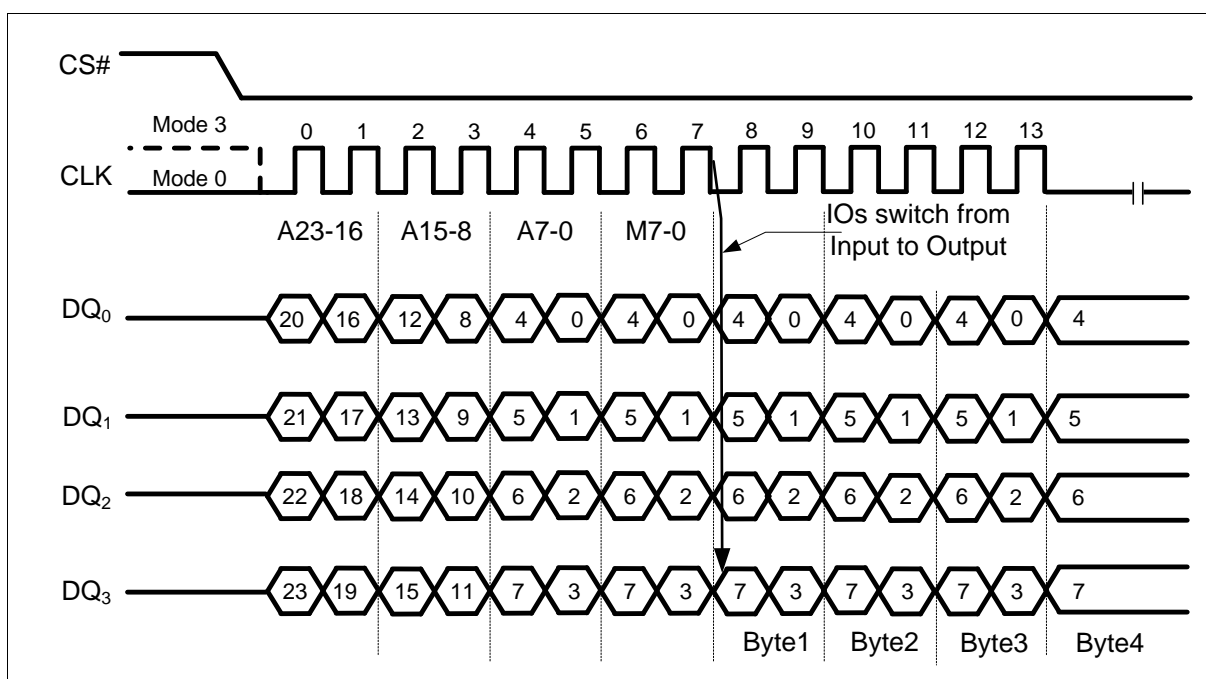 CS#
Mode 3
0 1 2 3 4 5 6 7 8 9 10 11 12 13
CLK
Mode 0
A23-16 A15-8 A7-0 M7-0
IOs switch from
Input to Output
DQ0 20 16 12 8 4 0 4 0 4 0 4 0 4 0 4
DQ1 21 17 13 9 5 1 5 1 5 1 5 1 5 1 5
DQ2 22 18 14 10 6 2 6 2 6 2 6 2 6 2 6
DQ3 23 19 15 11 7 3 7 3 7 3 7 3 7 3 7
Byte1 Byte2 Byte3 Byte4